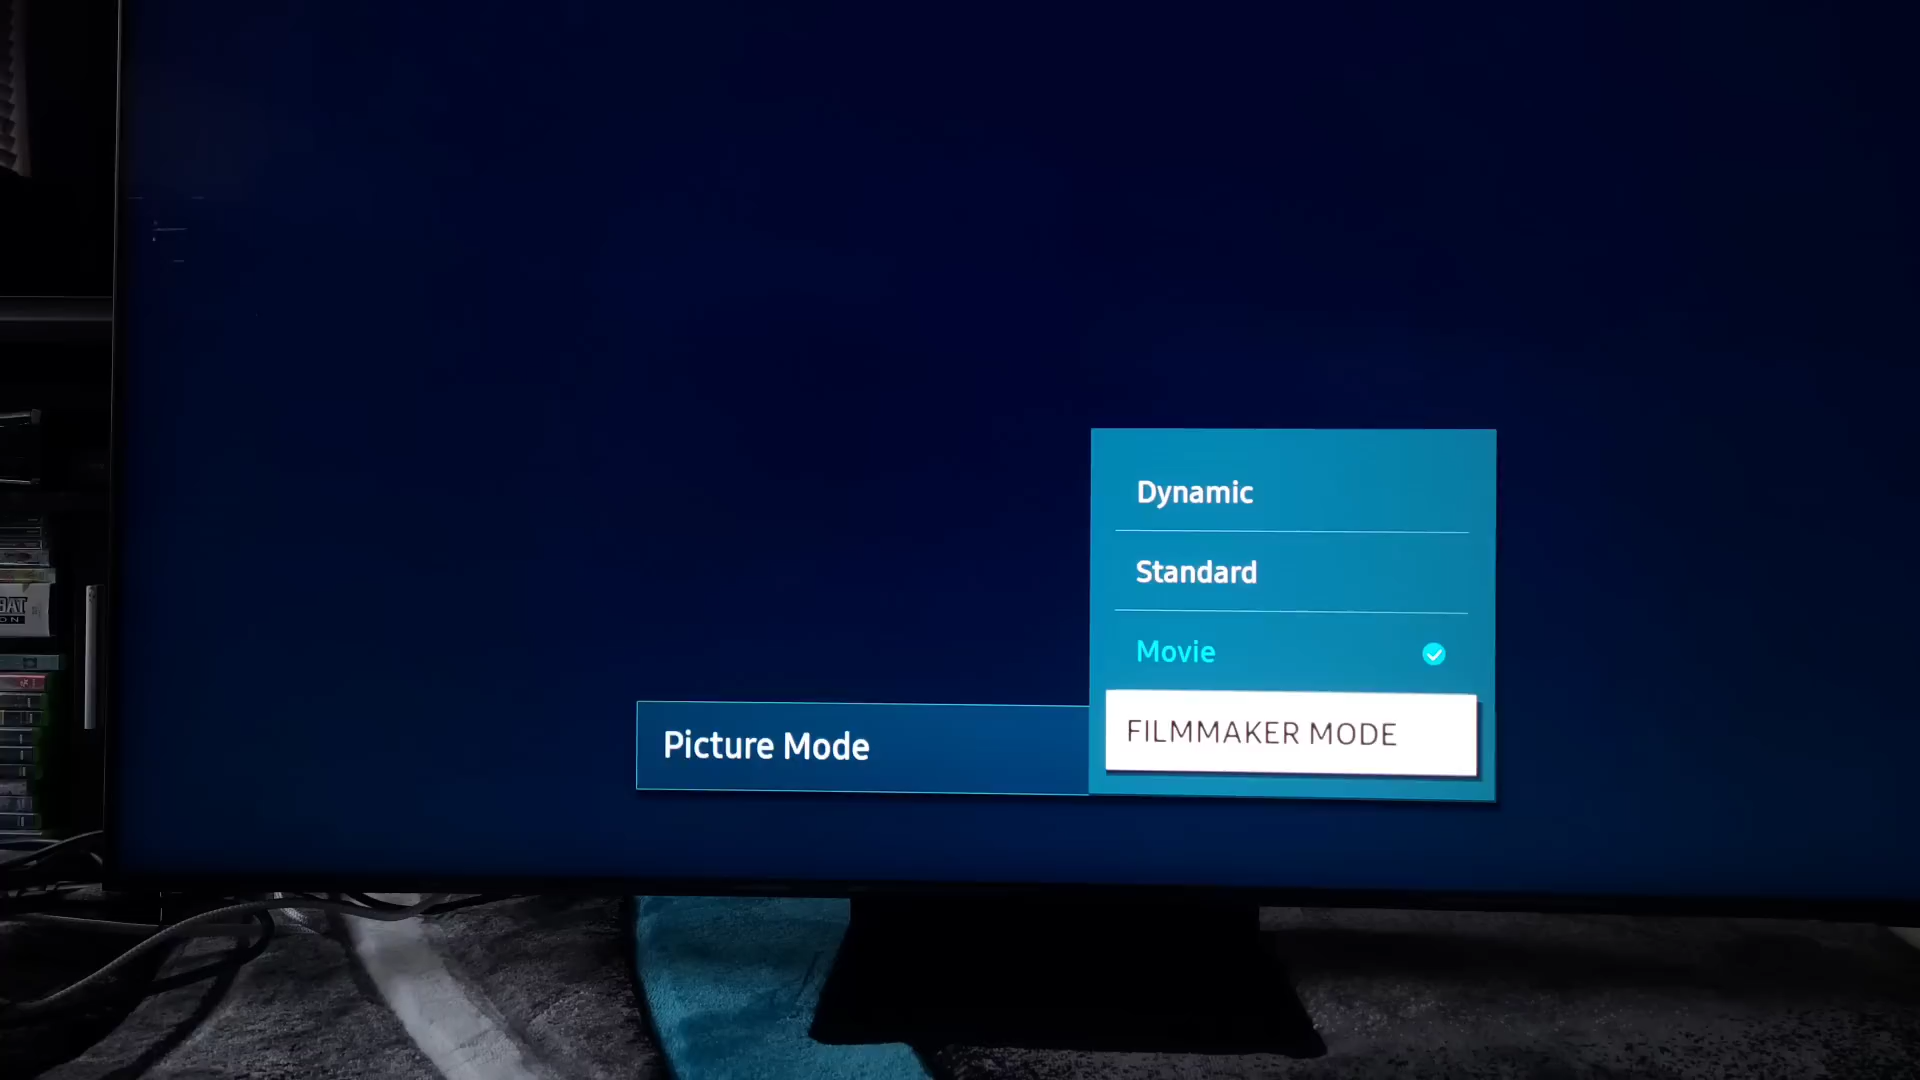 Dynamic
Standard
Movie
FILMMAKER MODE
Picture Mode